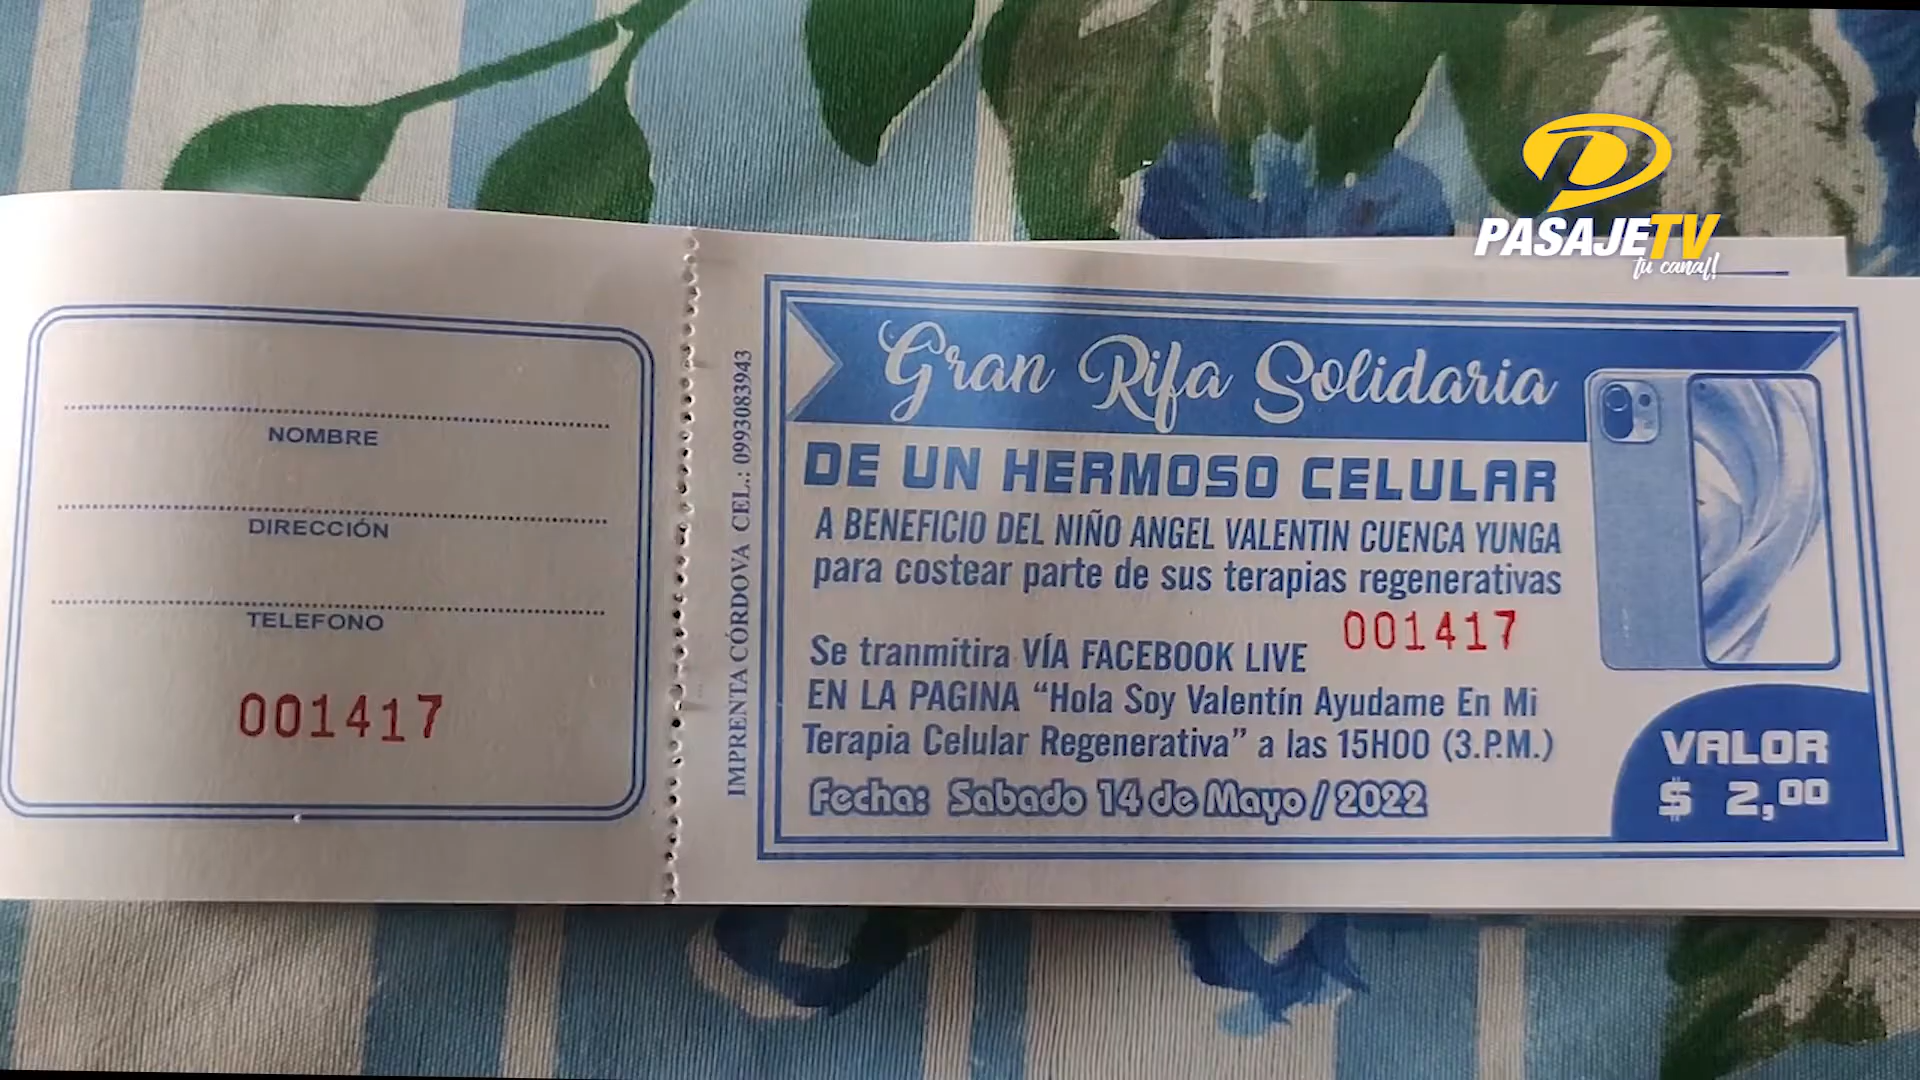 PASAJETV
tu canal!
NOMBRE
DIRECCIÓN
TELEFONO
001417
IMPRENTA CÓRDOVA CEL.: 0993083943
Gran Rifa Solidaria
DE UN HERMOSO CELULAR
A BENEFICIO DEL NIÑO ANGEL VALENTIN CUENCA YUNGA
para costear parte de sus terapias regenerativas
001417
Se tranmitira VÍA FACEBOOK LIVE
EN LA PAGINA “Hola Soy Valentín Ayudame En Mi
Terapia Celular Regenerativa” a las 15H00 (3.P.M.)
Fecha: Sabado 14 de Mayo / 2022
VALOR
$ 2,00